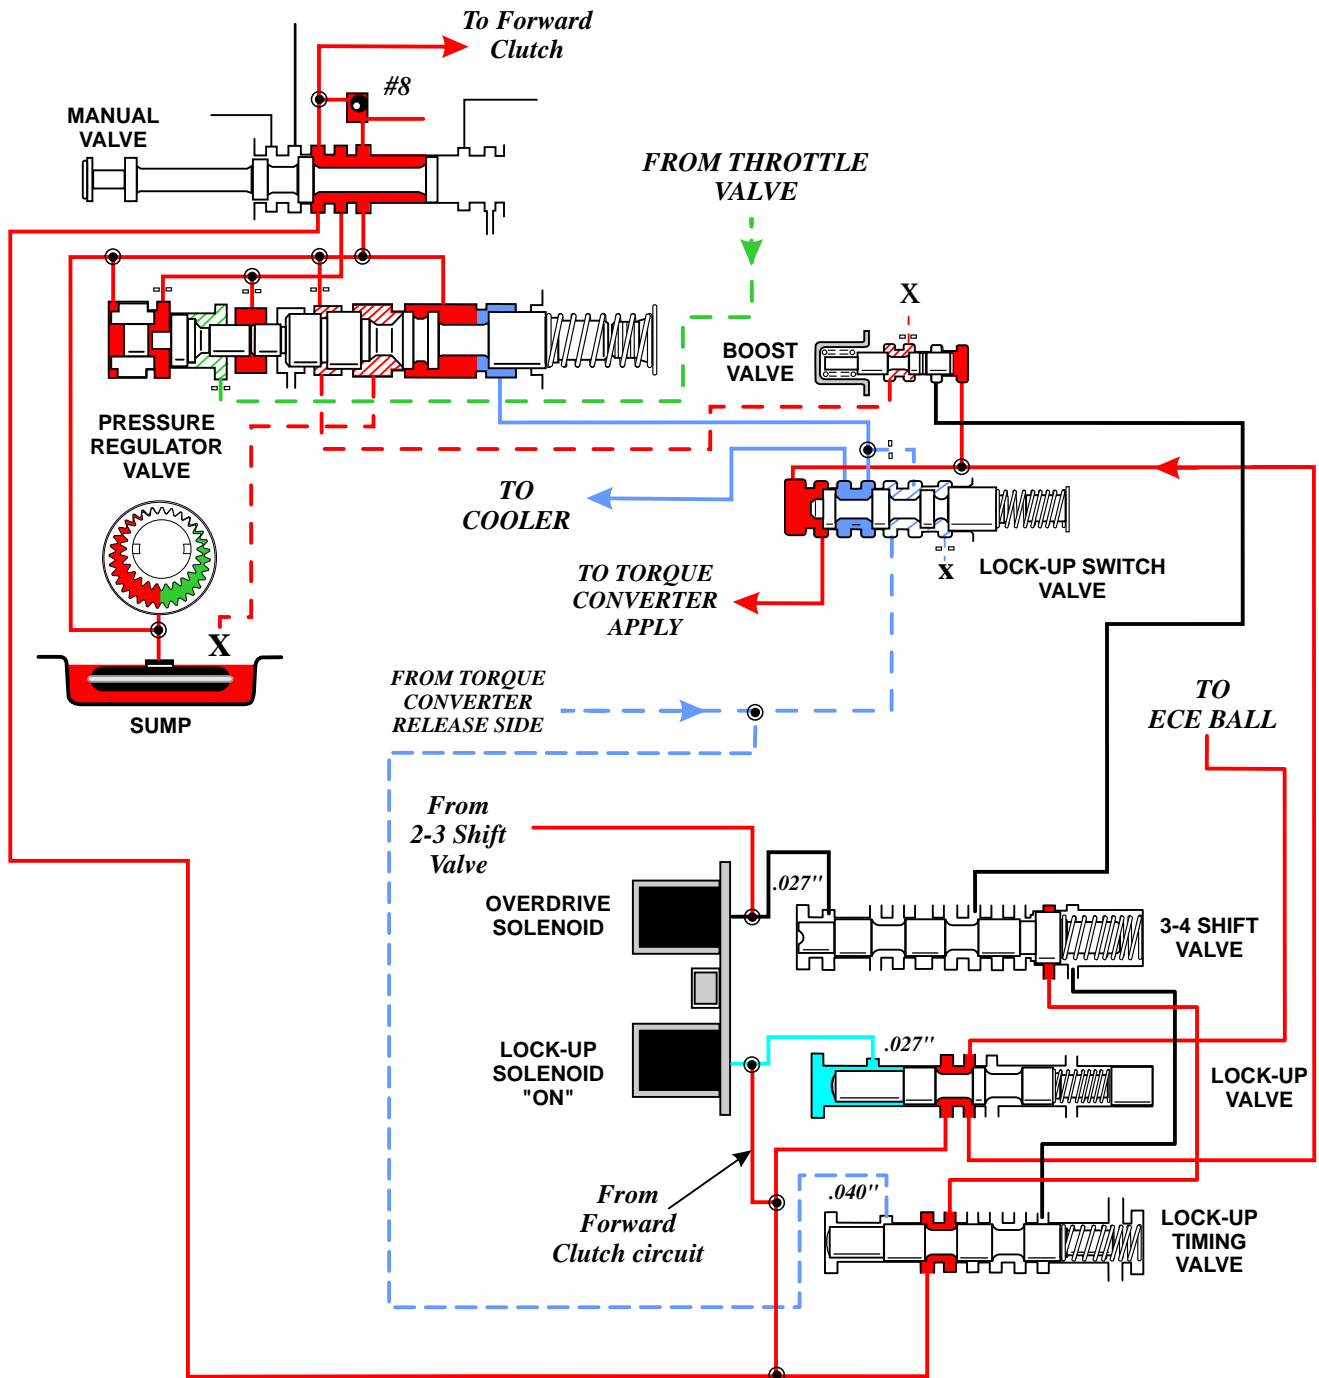 To Forward
Clutch
#8
MANUAL
VALVE
FROM THROTTLE
VALVE
X
BOOST
VALVE
PRESSURE
REGULATOR
VALVE
TO
COOLER
X
LOCK-UP SWITCH
VALVE
TO TORQUE
CONVERTER
APPLY
X
SUMP
FROM TORQUE
CONVERTER
RELEASE SIDE
TO
ECE BALL
From
2-3 Shift
Valve
.027"
OVERDRIVE
SOLENOID
3-4 SHIFT
VALVE
.027"
LOCK-UP
SOLENOID
"ON"
LOCK-UP
VALVE
.040"
From
Forward
Clutch circuit
LOCK-UP
TIMING
VALVE